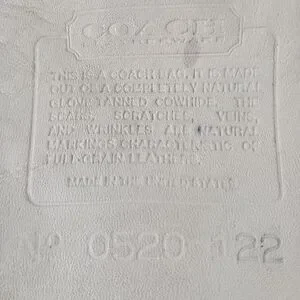 COACH
THIS IS A COACH BAG. IT IS MADE
OUT OF A COMPLETELY NATURAL
GLOVE TANNED COWHIDE. THE
SCARS, SCRATCHES, VEINS,
AND WRINKLES ARE NATURAL
MARKINGS CHARACTERISTIC OF
FULL-GRAIN LEATHERS.
MADE IN THE UNITED STATES
Nº 0520 122